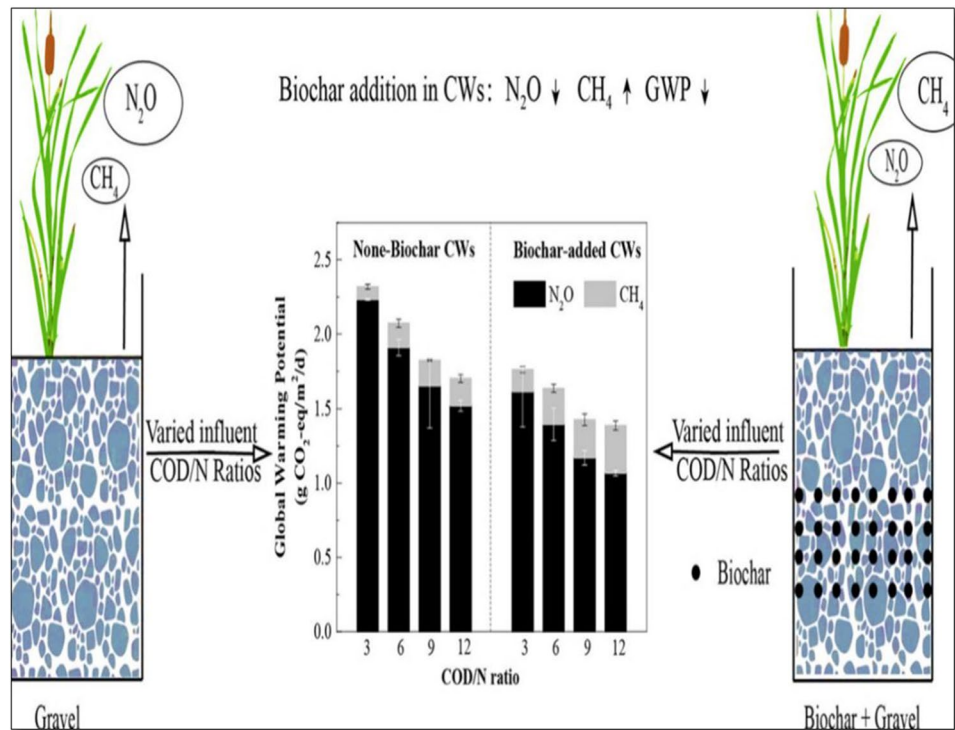 Biochar addition in CWs: N₂O ↓ CH₄ ↑ GWP ↓
N₂O
CH₄
CH₄
N₂O
Varied influent
COD/N Ratios
Gravel
None-Biochar CWs
Biochar-added CWs
N₂O
CH₄
Global Warming Potential
(g CO₂-eq/m²/d)
2.5
2.0
1.5
1.0
0.5
0.0
3 6 9 12 3 6 9 12
COD/N ratio
Varied influent
COD/N Ratios
Biochar
Biochar + Gravel